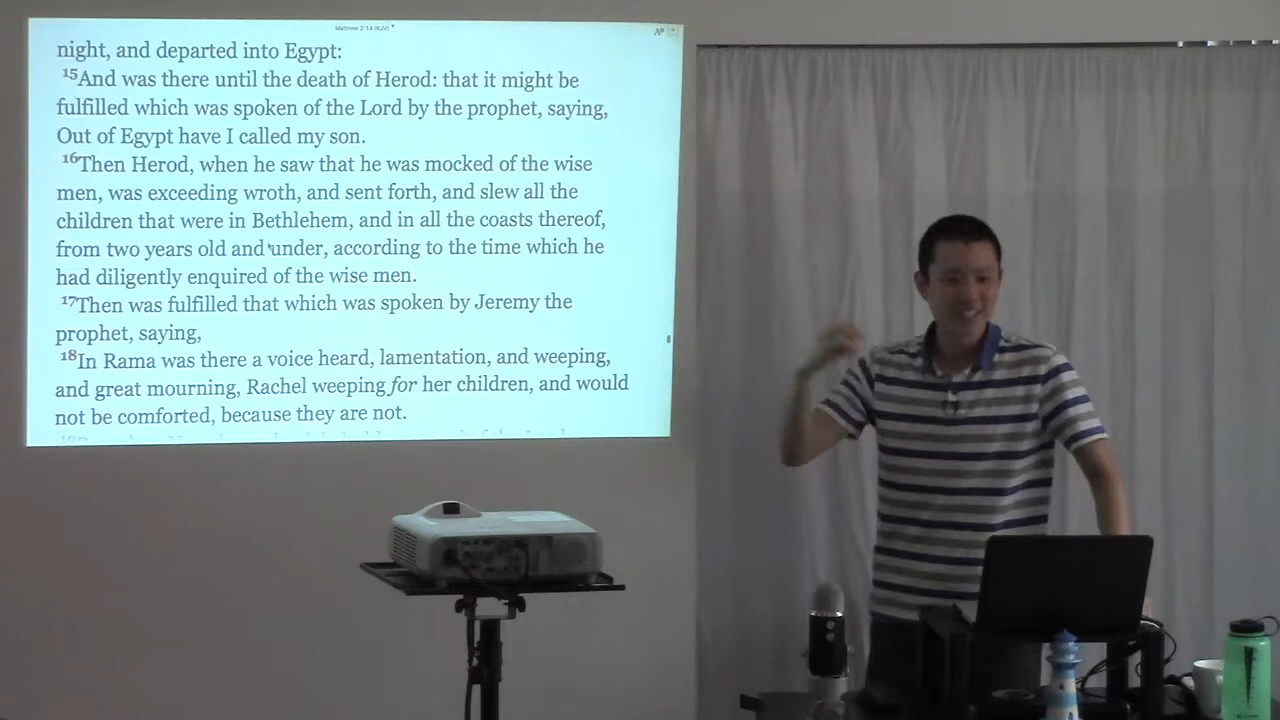 Matthew 2:14 (KJV)
night, and departed into Egypt:
15And was there until the death of Herod: that it might be
fulfilled which was spoken of the Lord by the prophet, saying,
Out of Egypt have I called my son.
16Then Herod, when he saw that he was mocked of the wise
men, was exceeding wroth, and sent forth, and slew all the
children that were in Bethlehem, and in all the coasts thereof,
from two years old and under, according to the time which he
had diligently enquired of the wise men.
17Then was fulfilled that which was spoken by Jeremy the
prophet, saying,
18In Rama was there a voice heard, lamentation, and weeping,
and great mourning, Rachel weeping for her children, and would
not be comforted, because they are not.